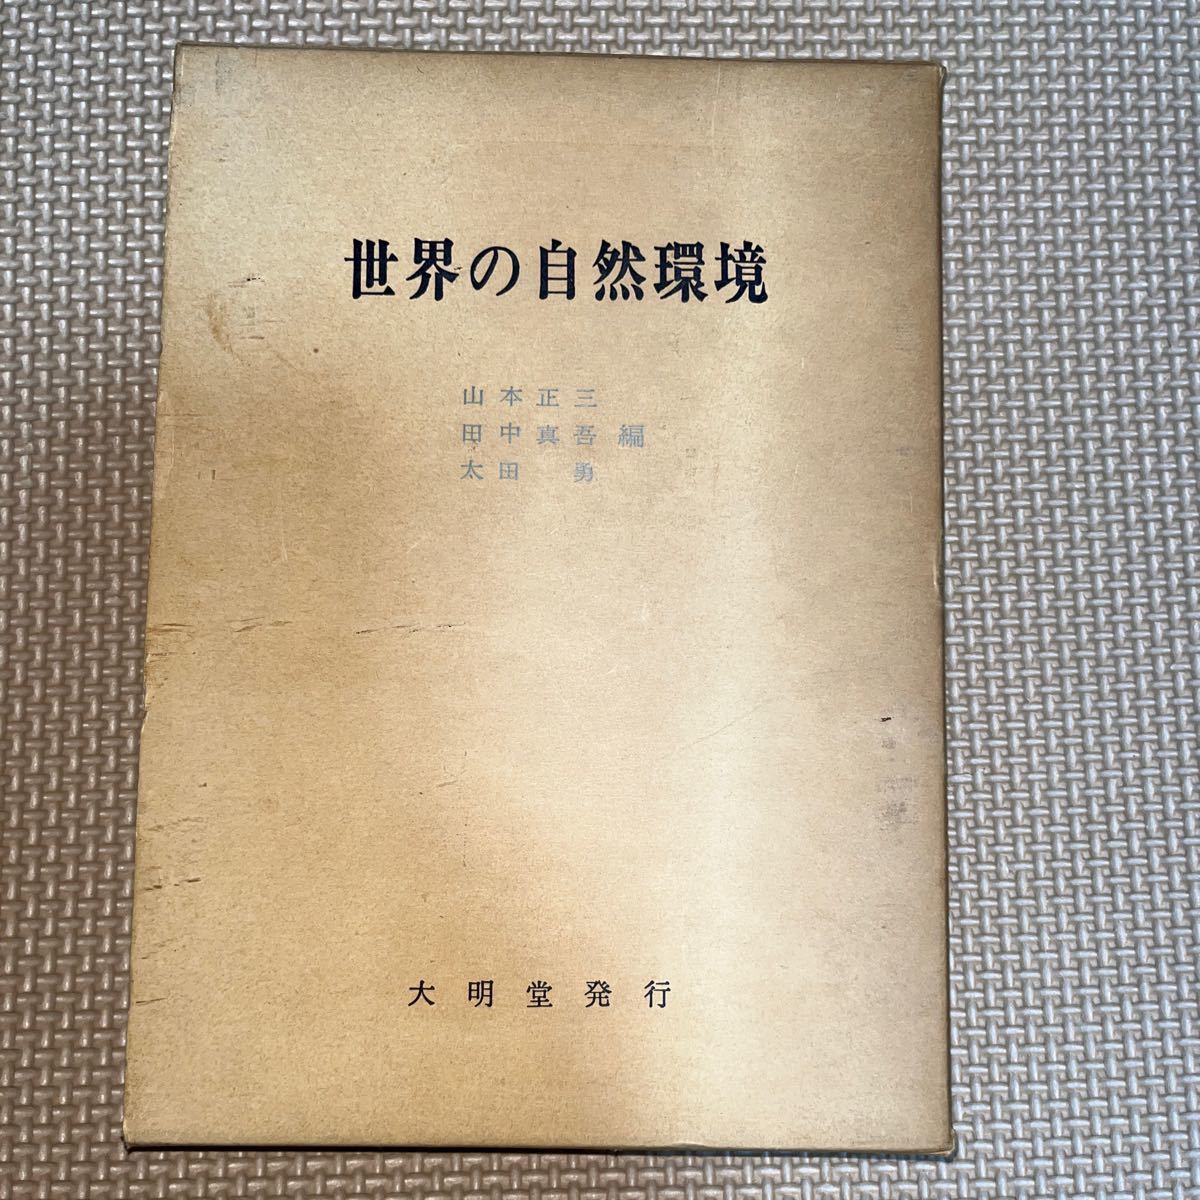 世界の自然環境
山本正三
田中真吾 編
太田 勇
大明堂発行